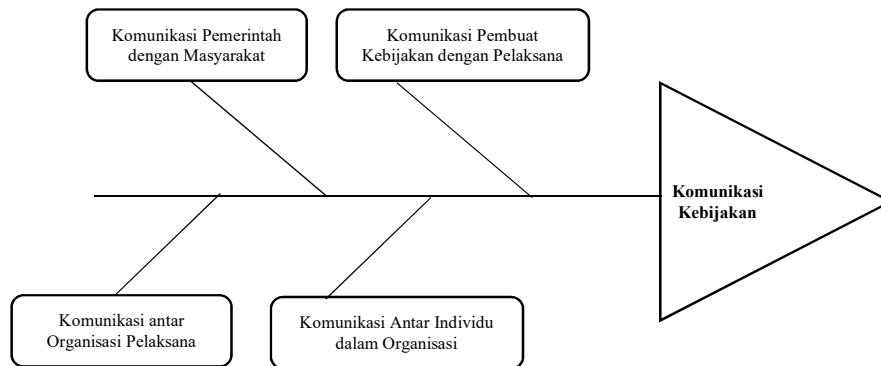 Komunikasi Pemerintah
dengan Masyarakat
Komunikasi Pembuat
Kebijakan dengan Pelaksana
Komunikasi
Kebijakan
Komunikasi antar
Organisasi Pelaksana
Komunikasi Antar Individu
dalam Organisasi